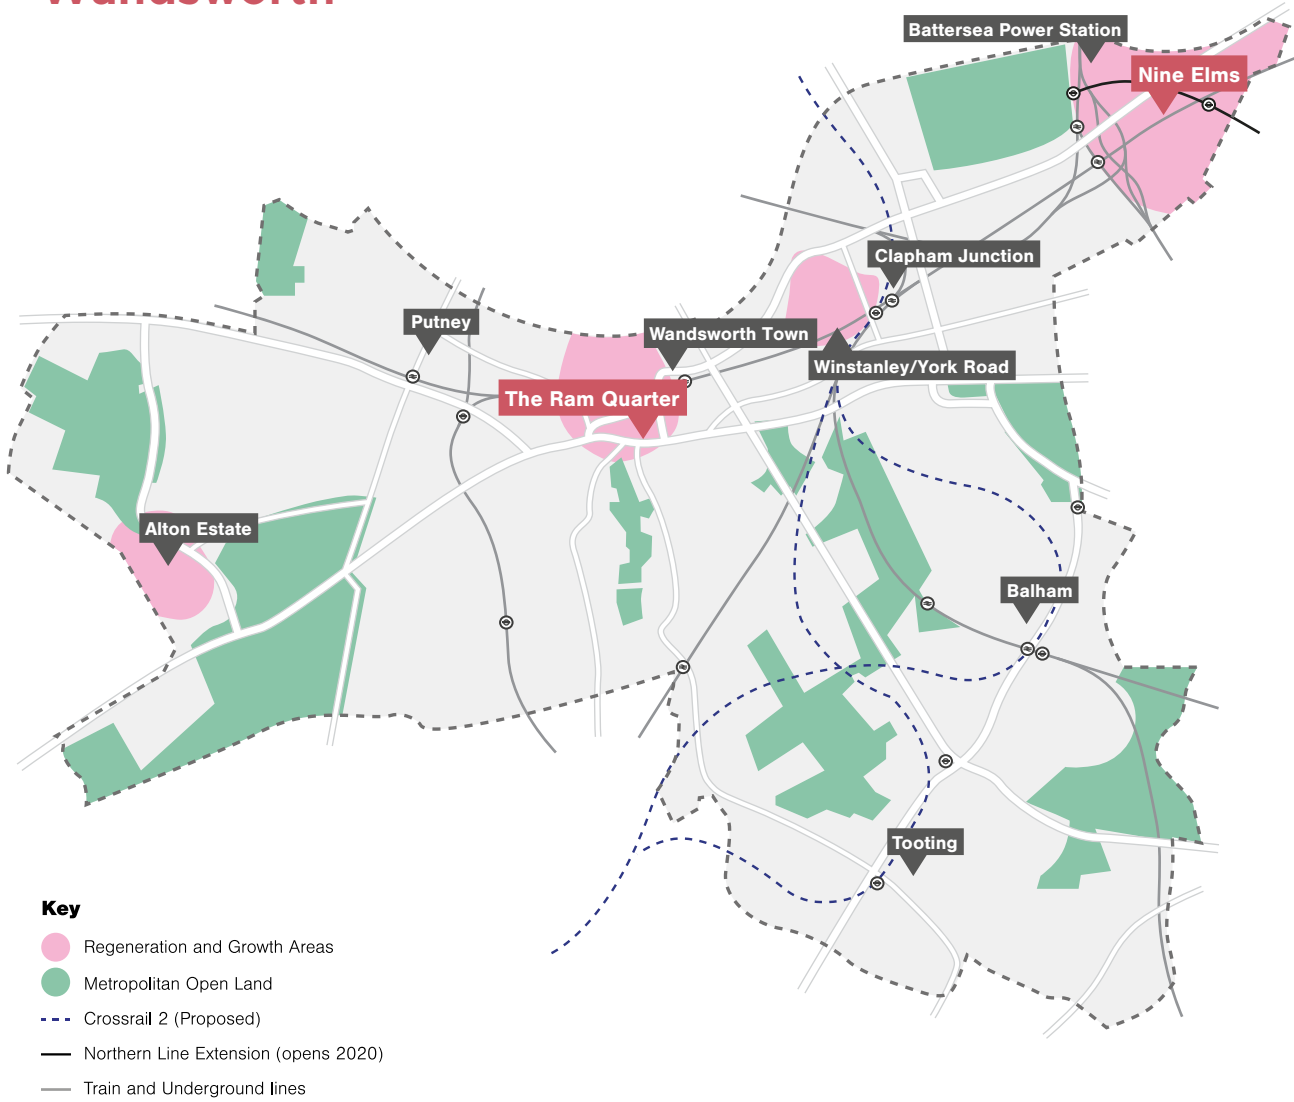 Wandsworth
Battersea Power Station
Nine Elms
Clapham Junction
Putney
Wandsworth Town
Winstanley/York Road
The Ram Quarter
Alton Estate
Balham
Tooting
Key
Regeneration and Growth Areas
Metropolitan Open Land
Crossrail 2 (Proposed)
Northern Line Extension (opens 2020)
Train and Underground lines